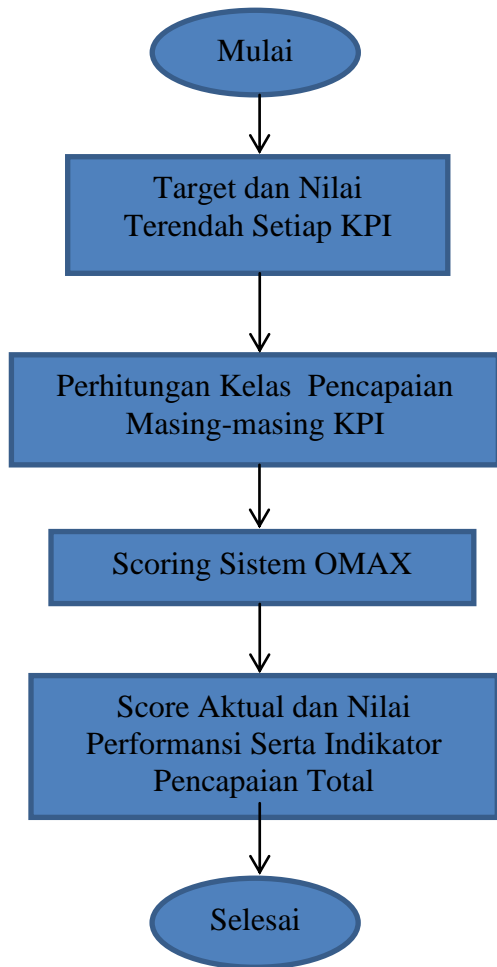 Mulai
Target dan Nilai
Terendah Setiap KPI
Perhitungan Kelas  Pencapaian
Masing-masing KPI
Scoring Sistem OMAX
Score Aktual dan Nilai
Performansi Serta Indikator
Pencapaian Total
Selesai